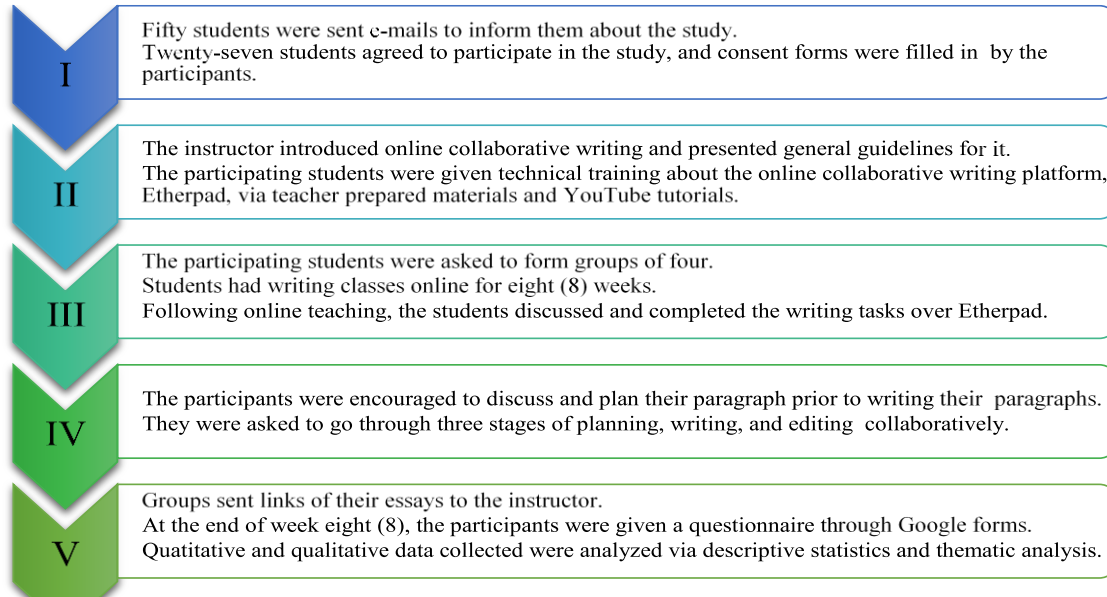 I
Fifty students were sent e-mails to inform them about the study.
Twenty-seven students agreed to participate in the study, and consent forms were filled in by the
participants.
II
The instructor introduced online collaborative writing and presented general guidelines for it.
The participating students were given technical training about the online collaborative writing platform,
Etherpad, via teacher prepared materials and YouTube tutorials.
III
The participating students were asked to form groups of four.
Students had writing classes online for eight (8) weeks.
Following online teaching, the students discussed and completed the writing tasks over Etherpad.
IV
The participants were encouraged to discuss and plan their paragraph prior to writing their paragraphs.
They were asked to go through three stages of planning, writing, and editing collaboratively.
V
Groups sent links of their essays to the instructor.
At the end of week eight (8), the participants were given a questionnaire through Google forms.
Quatitative and qualitative data collected were analyzed via descriptive statistics and thematic analysis.